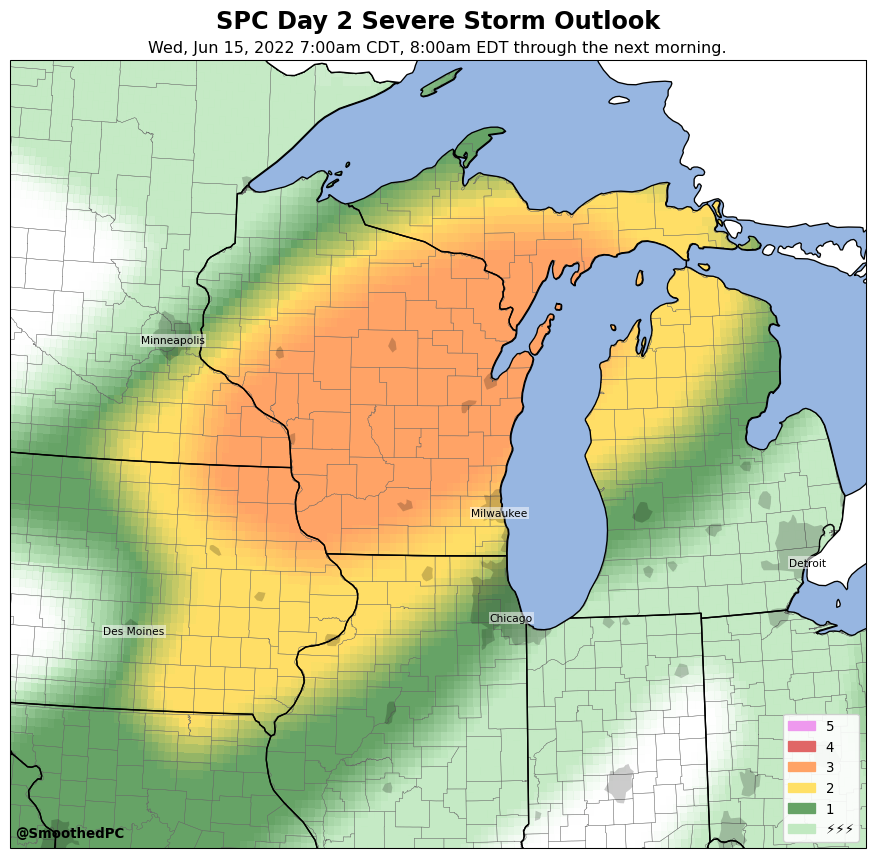 SPC Day 2 Severe Storm Outlook
Wed, Jun 15, 2022 7:00am CDT, 8:00am EDT through the next morning.
Minneapolis
Milwaukee
Detroit
Chicago
Des Moines
5
4
3
2
1
⚡⚡⚡
@SmoothedPC